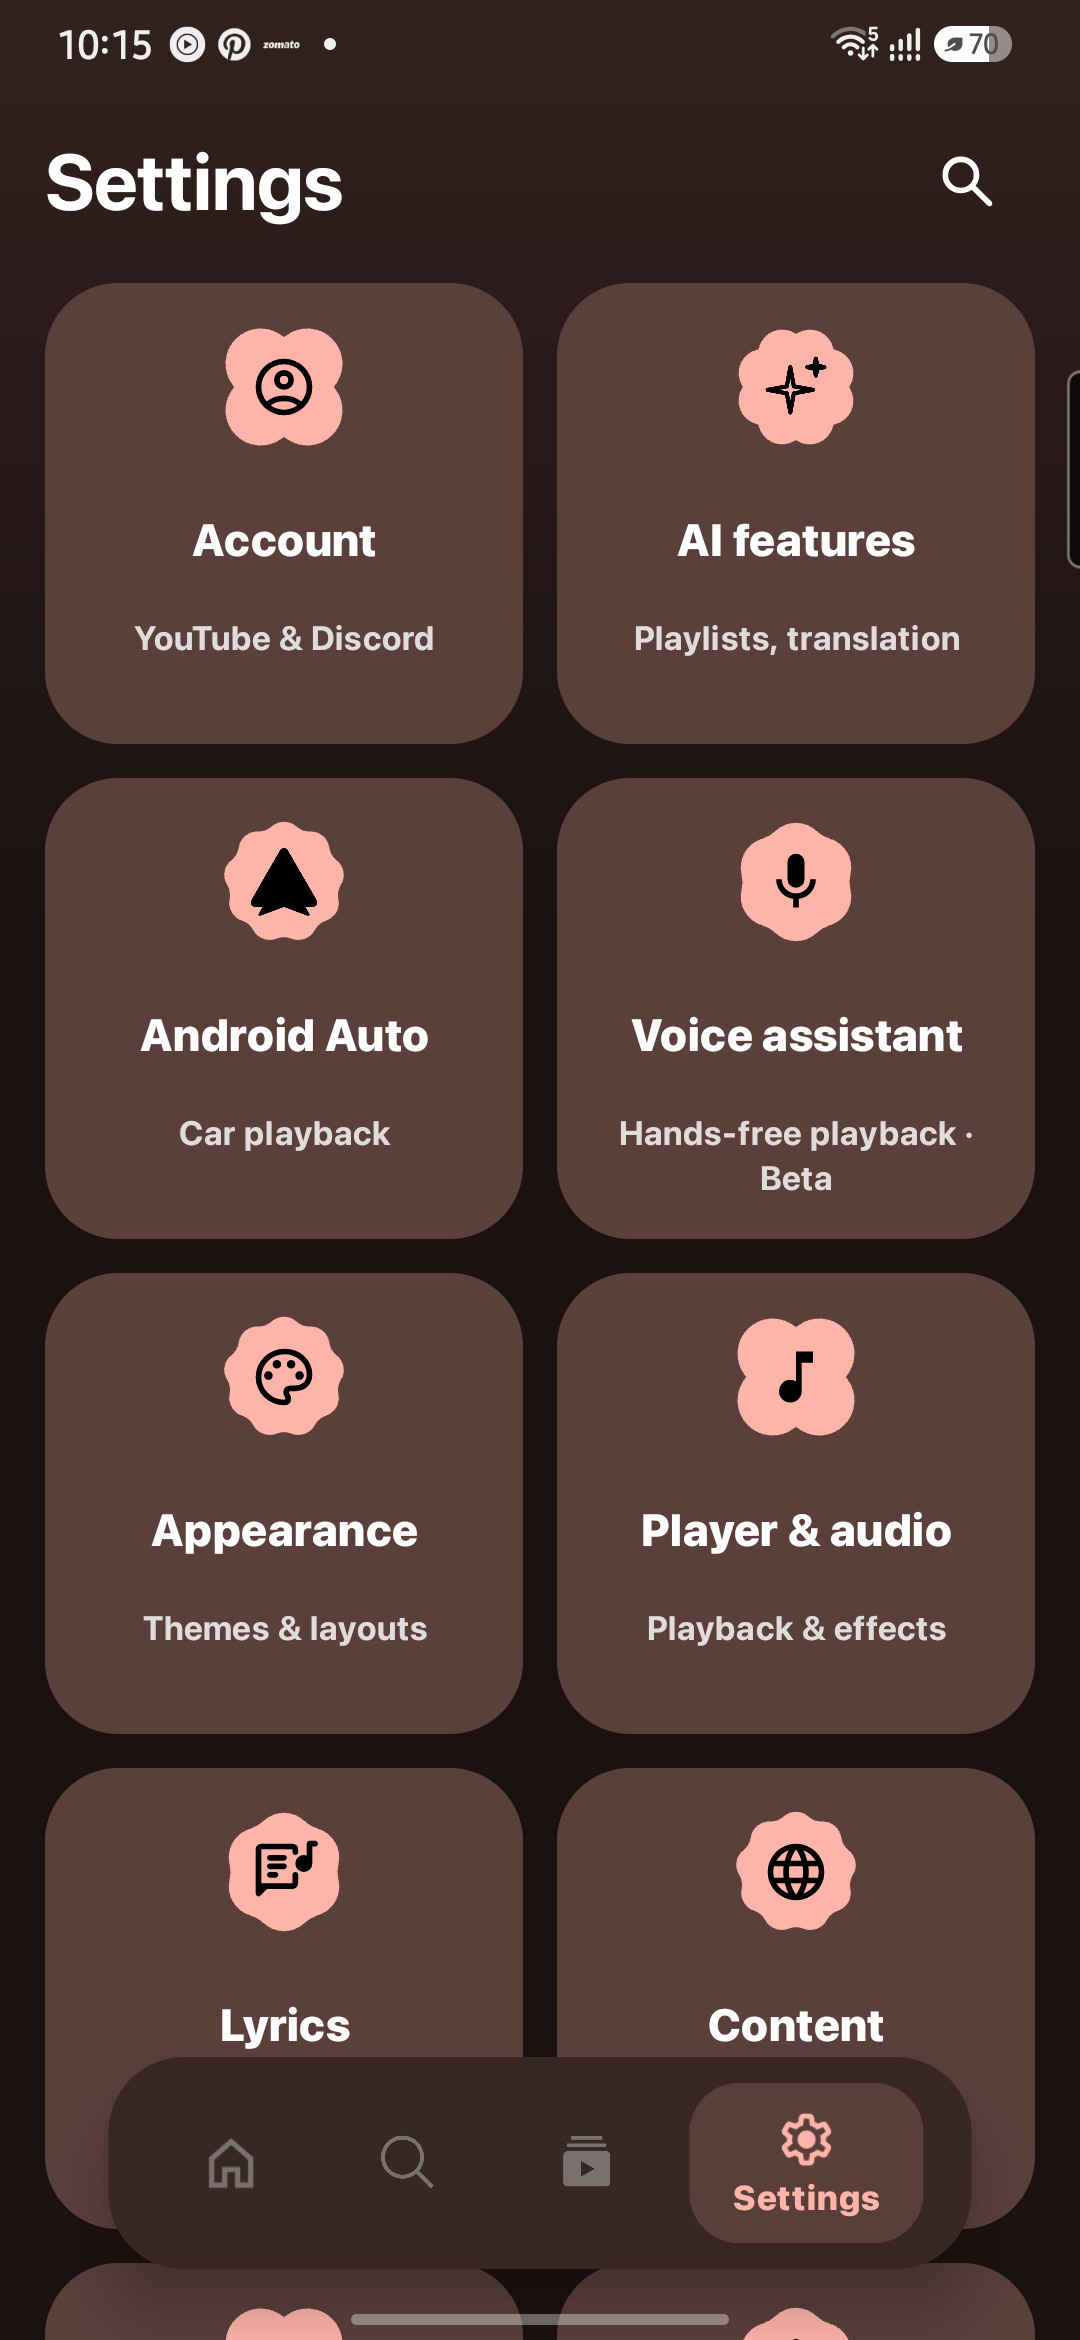 10:15
zomato
5
70
Settings
Account
YouTube & Discord
AI features
Playlists, translation
Android Auto
Car playback
Voice assistant
Hands-free playback ·
Beta
Appearance
Themes & layouts
Player & audio
Playback & effects
Lyrics
Content
Settings